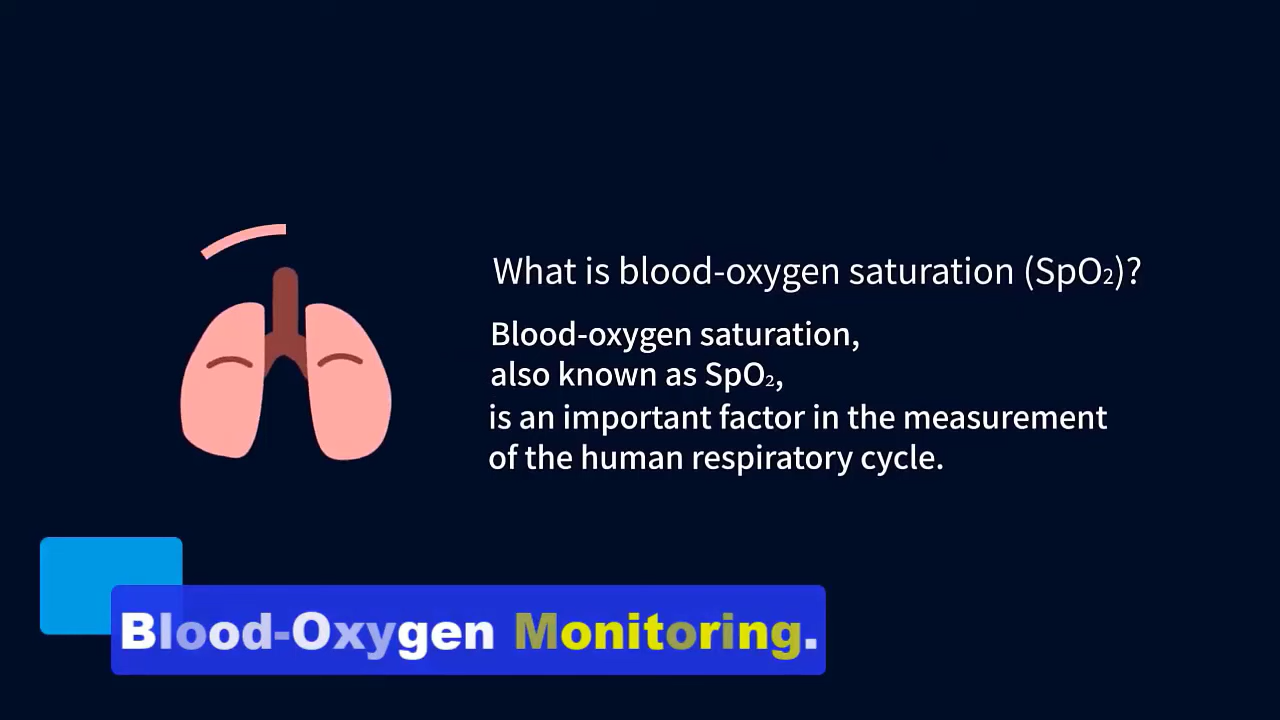 What is blood-oxygen saturation (SpO₂)?
Blood-oxygen saturation,
also known as SpO₂,
is an important factor in the measurement
of the human respiratory cycle.
Blood-Oxygen Monitoring.